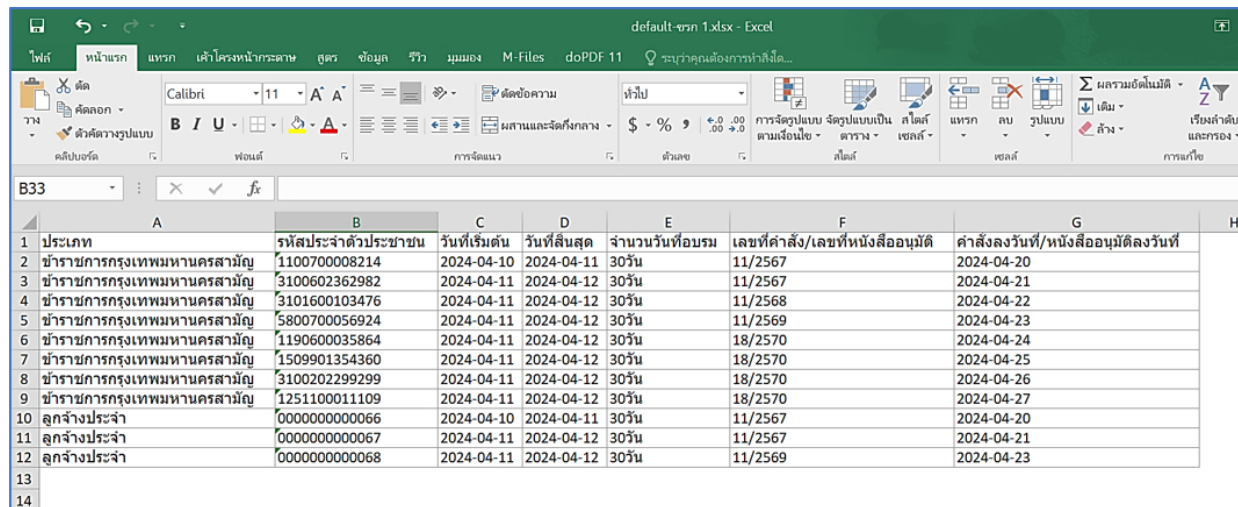 default-ขรก 1.xlsx - Excel
ไฟล์ หน้าแรก แทรก เค้าโครงหน้ากระดาษ สูตร ข้อมูล รีวิว มุมมอง M-Files doPDF 11 ระบุว่าคุณต้องการทำสิ่งใด...
วาง ตัด คัดลอก ตัวคัดวางรูปแบบ
Calibri 11
B I U
ตัดข้อความ
ผสานและจัดกึ่งกลาง
ทั่วไป
การจัดรูปแบบตามเงื่อนไข จัดรูปแบบเป็นตาราง สไตล์เซลล์
แทรก ลบ รูปแบบ
ผลรวมอัตโนมัติ
เติม
ล้าง
เรียงลำดับและกรอง
คลิปบอร์ด ฟอนต์ การจัดแนว ตัวเลข สไตล์ เซลล์ การแก้ไข
B33 fx
A B C D E F G H
1 ประเภท รหัสประจำตัวประชาชน วันที่เริ่มต้น วันที่สิ้นสุด จำนวนวันที่อบรม เลขที่คำสั่ง/เลขที่หนังสืออนุมัติ คำสั่งลงวันที่/หนังสืออนุมัติลงวันที่
2 ข้าราชการกรุงเทพมหานครสามัญ 1100700008214 2024-04-10 2024-04-11 30วัน 11/2567 2024-04-20
3 ข้าราชการกรุงเทพมหานครสามัญ 3100602362982 2024-04-11 2024-04-12 30วัน 11/2567 2024-04-21
4 ข้าราชการกรุงเทพมหานครสามัญ 3101600103476 2024-04-11 2024-04-12 30วัน 11/2568 2024-04-22
5 ข้าราชการกรุงเทพมหานครสามัญ 5800700056924 2024-04-11 2024-04-12 30วัน 11/2569 2024-04-23
6 ข้าราชการกรุงเทพมหานครสามัญ 1190600035864 2024-04-11 2024-04-12 30วัน 18/2570 2024-04-24
7 ข้าราชการกรุงเทพมหานครสามัญ 1509901354360 2024-04-11 2024-04-12 30วัน 18/2570 2024-04-25
8 ข้าราชการกรุงเทพมหานครสามัญ 3100202299299 2024-04-11 2024-04-12 30วัน 18/2570 2024-04-26
9 ข้าราชการกรุงเทพมหานครสามัญ 1251100011109 2024-04-11 2024-04-12 30วัน 18/2570 2024-04-27
10 ลูกจ้างประจำ 0000000000066 2024-04-10 2024-04-11 30วัน 11/2567 2024-04-20
11 ลูกจ้างประจำ 0000000000067 2024-04-11 2024-04-12 30วัน 11/2567 2024-04-21
12 ลูกจ้างประจำ 0000000000068 2024-04-11 2024-04-12 30วัน 11/2569 2024-04-23
13
14